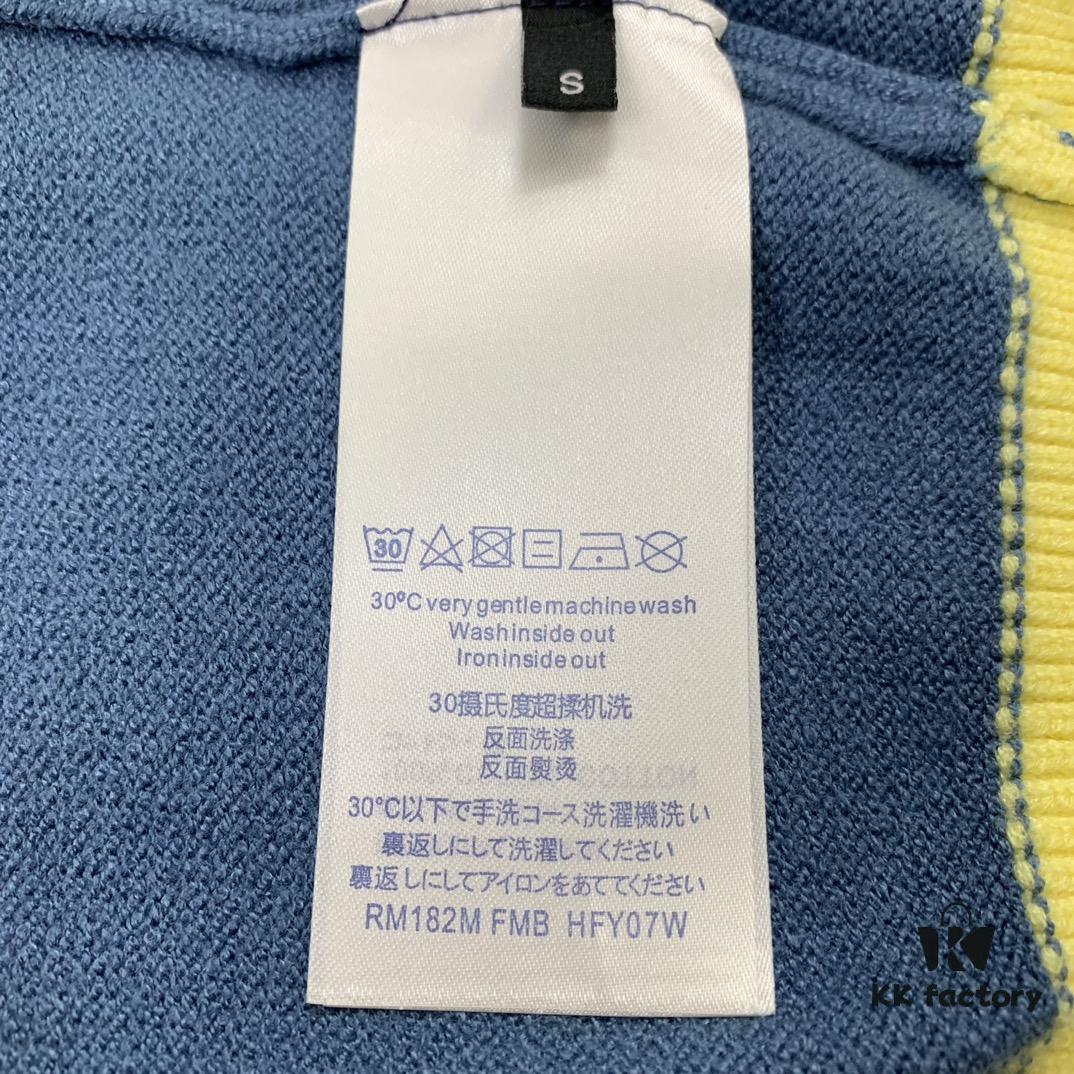 S
30
30°C very gentle machine wash
Wash inside out
Iron inside out
30摄氏度超揉机洗
反面洗涤
反面熨烫
30℃以下で手洗コース洗濯機洗い
裏返しにして洗濯してください
裏返しにしてアイロンをあててください
RM182M FMB HFY07W
KK factory